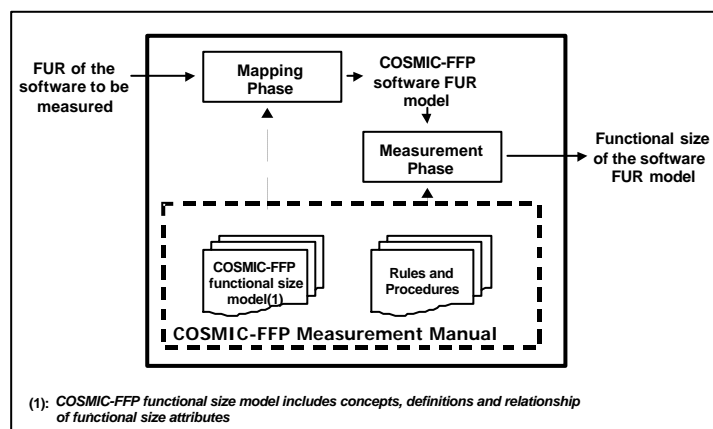 FUR of the
software to be
measured
Mapping
Phase
COSMIC-FFP
software FUR
model
Measurement
Phase
Functional size
of the software
FUR model
COSMIC-FFP
functional size
model(1)
Rules and
Procedures
COSMIC-FFP Measurement Manual
(1): COSMIC-FFP functional size model includes concepts, definitions and relationship
of functional size attributes